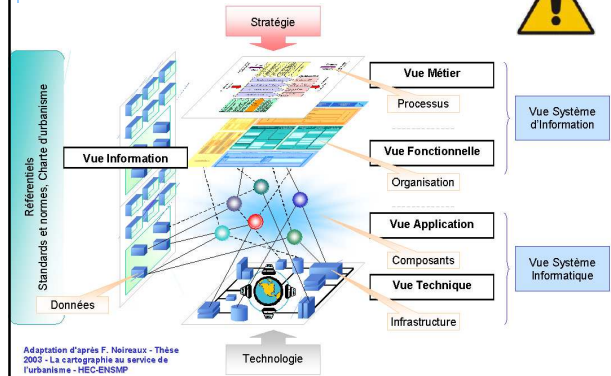 Stratégie
Référentiels
Standards et normes, Charte d'urbanisme
Vue Métier
Processus
Vue Système
d'Information
Vue Information
Vue Fonctionnelle
Organisation
Vue Application
Composants
Vue Système
Informatique
Vue Technique
Données
Infrastructure
Technologie
Adaptation d'après F. Noireaux - Thèse
2003 - La cartographie au service de
l'urbanisme - HEC-ENSMP